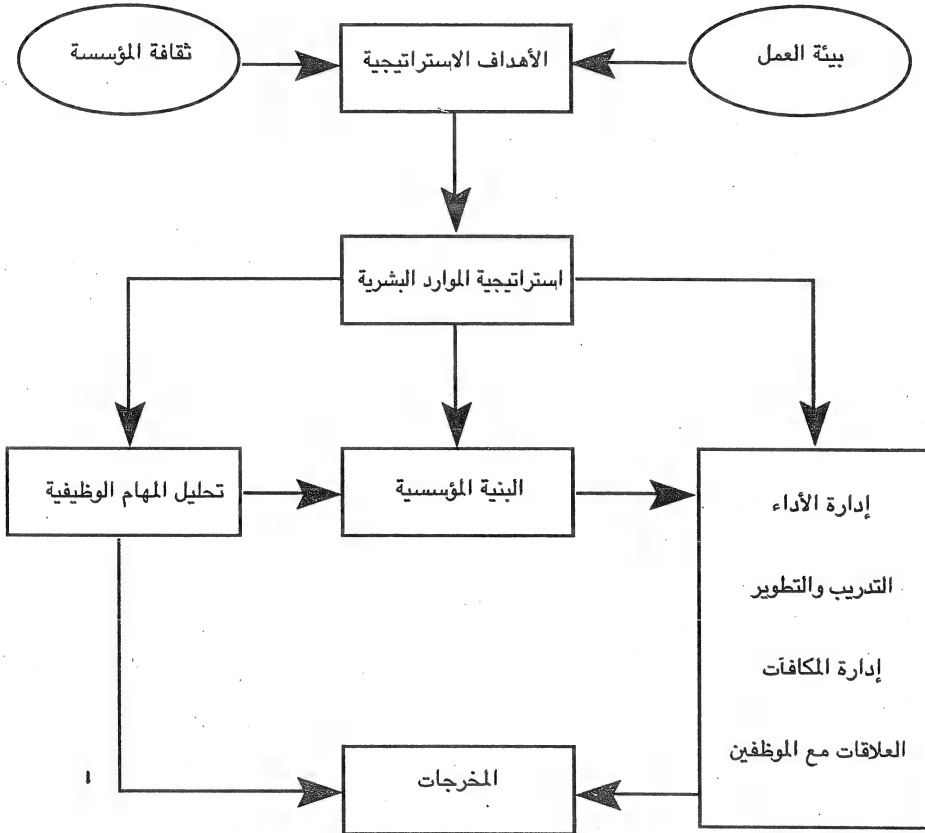 بيئة العمل
الأهداف الاستراتيجية
ثقافة المؤسسة
استراتيجية الموارد البشرية
تحليل المهام الوظيفية
البنية المؤسسية
إدارة الأداء
التدريب والتطوير
إدارة المكافآت
العلاقات مع الموظفين
المخرجات